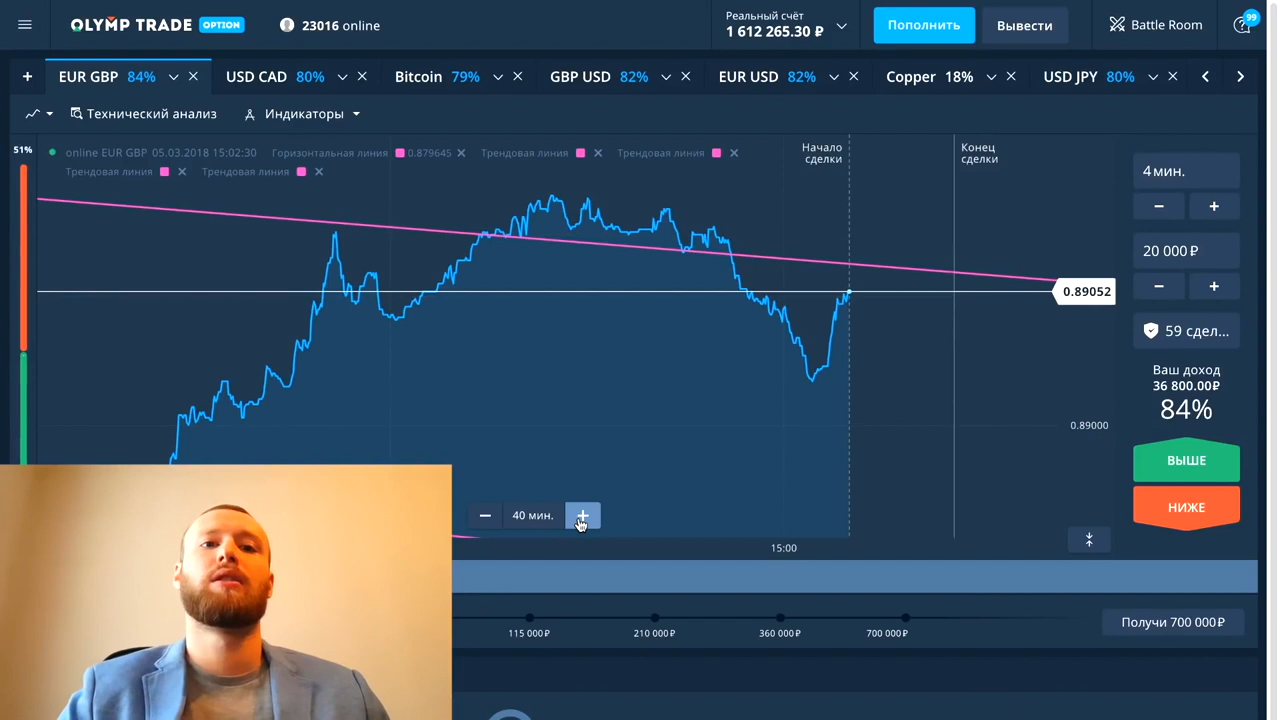 OLYMP TRADE OPTION
23016 online
Реальный счёт
1 612 265.30 ₽
Пополнить
Вывести
Battle Room
99
+ EUR GBP 84% USD CAD 80% Bitcoin 79% GBP USD 82% EUR USD 82% Copper 18% USD JPY 80%
Технический анализ
Индикаторы
51%
online EUR GBP 05.03.2018 15:02:30 Горизонтальная линия 0.879645 Трендовая линия Трендовая линия
Трендовая линия Трендовая линия
Начало
сделки
Конец
сделки
0.89052
0.89000
15:00
− 40 мин. +
4 мин.
− +
20 000 ₽
− +
59 сдел...
Ваш доход
36 800.00₽
84%
ВЫШЕ
НИЖЕ
115 000₽ 210 000₽ 360 000₽ 700 000₽
Получи 700 000₽